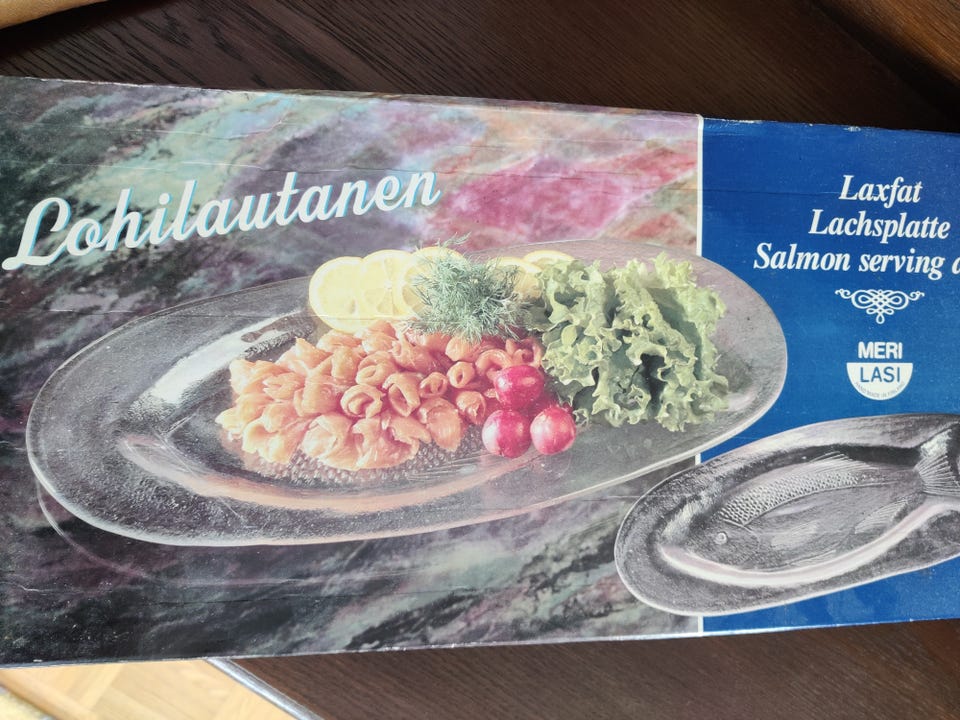 Lohilautanen
Laxfat
Lachsplatte
Salmon serving
MERI
LASI